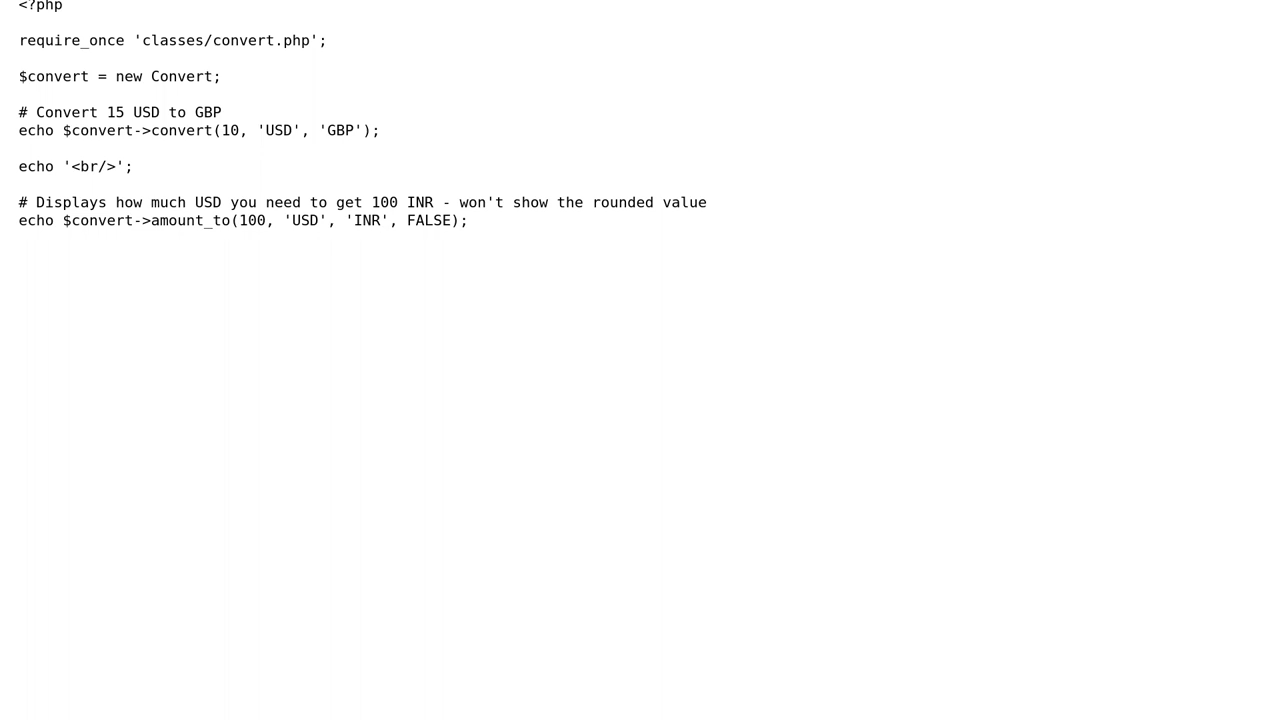 <?php
require_once 'classes/convert.php';
$convert = new Convert;
# Convert 15 USD to GBP
echo $convert->convert(10, 'USD', 'GBP');
echo '<br/>';
# Displays how much USD you need to get 100 INR - won't show the rounded value
echo $convert->amount_to(100, 'USD', 'INR', FALSE);